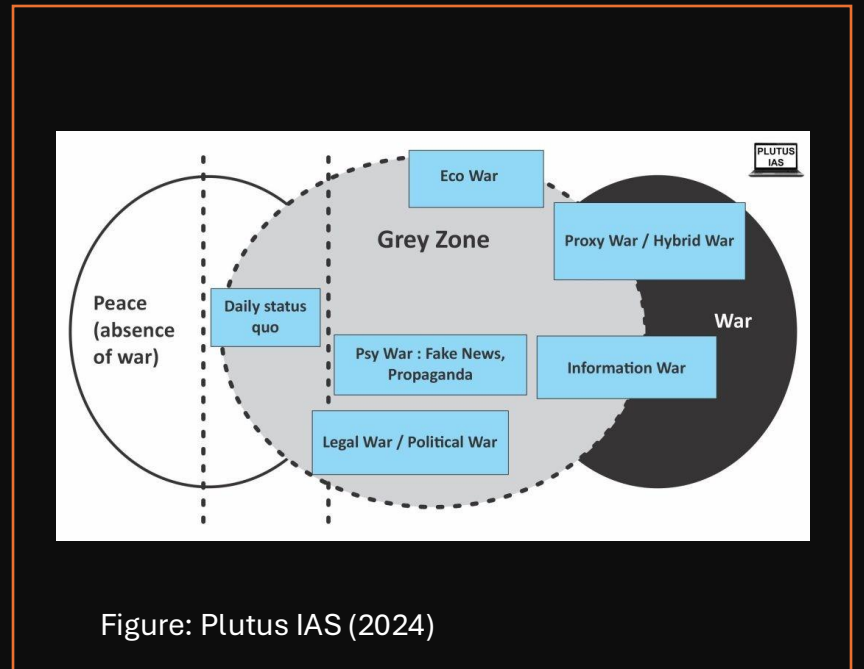 PLUTUS
IAS
Eco War
Grey Zone
Proxy War / Hybrid War
Peace
(absence
of war)
Daily status
quo
War
Psy War : Fake News,
Propaganda
Information War
Legal War / Political War
Figure: Plutus IAS (2024)